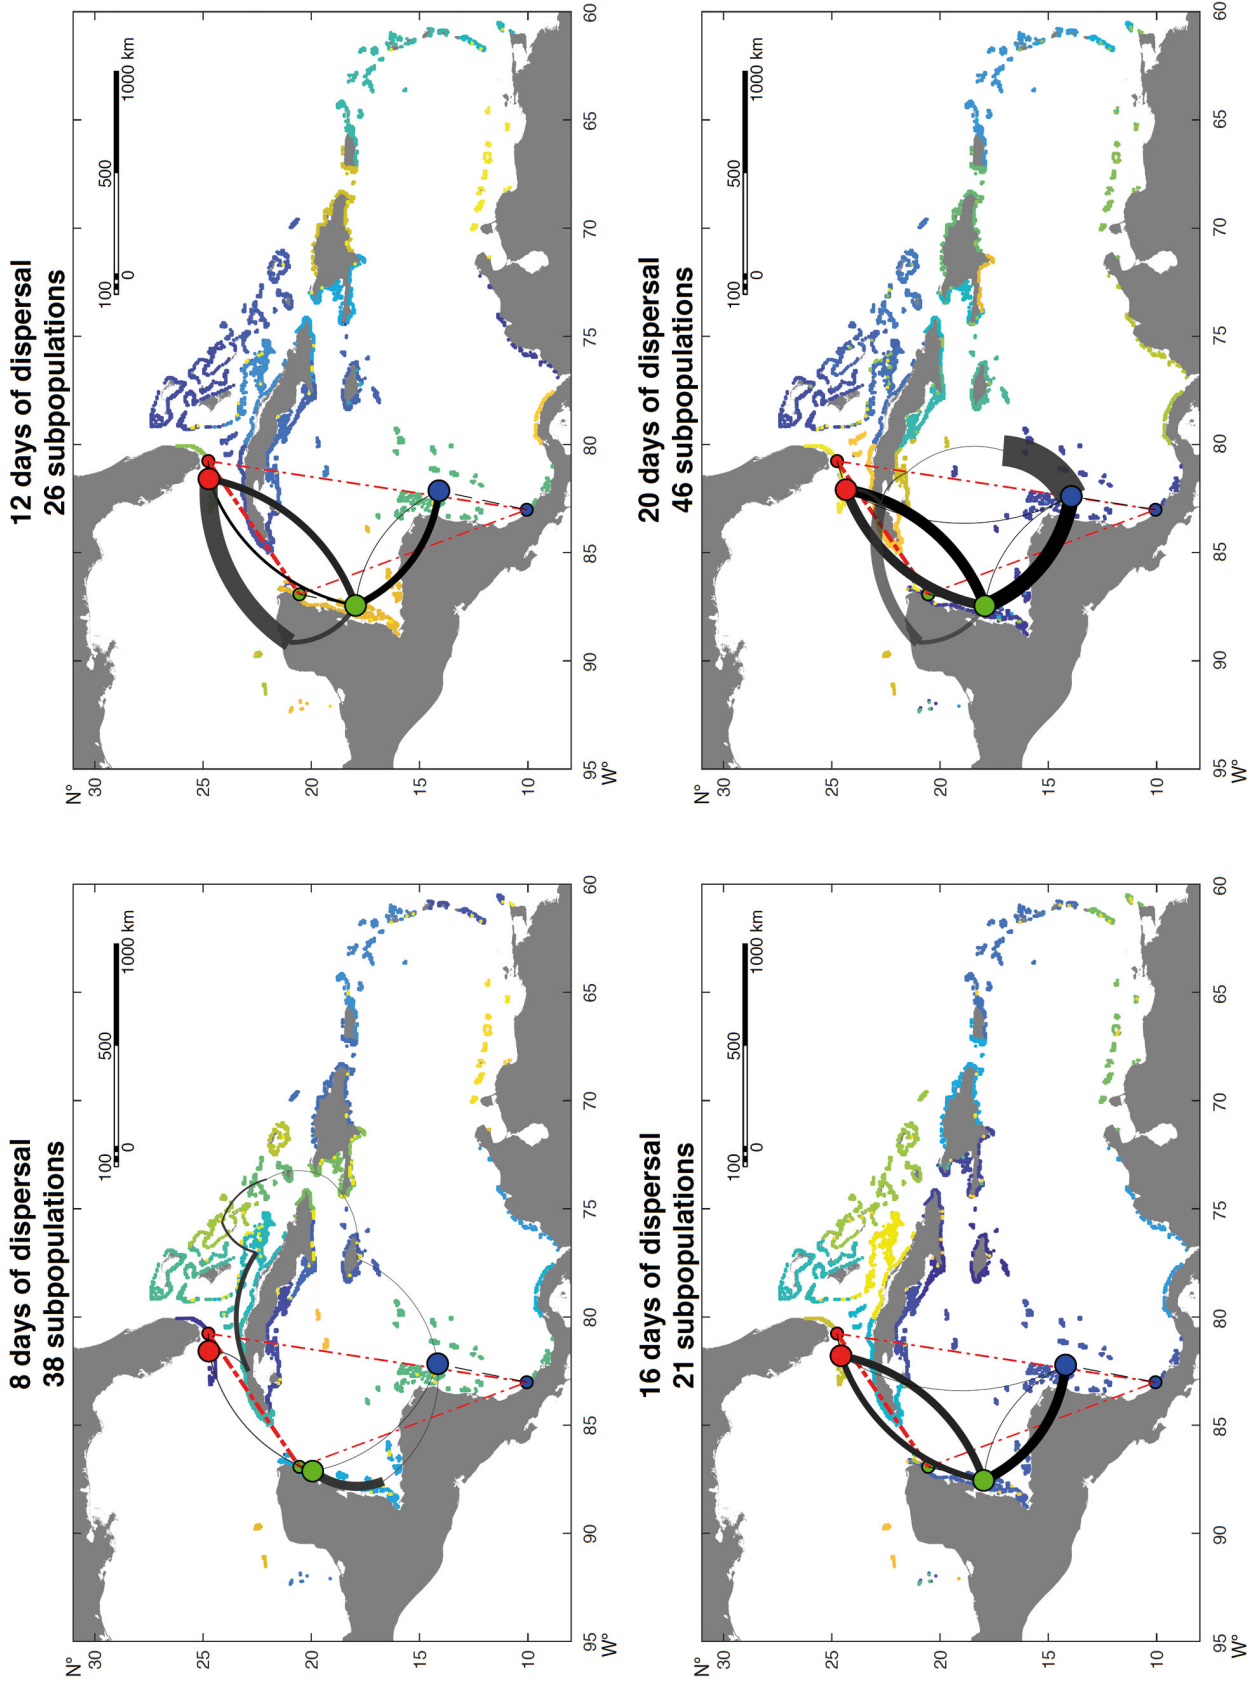 8 days of dispersal
38 subpopulations
N°
30
25
20
15
10
100 0 500 1000 km
95 90 85 80 75 70 65 60
W°
12 days of dispersal
26 subpopulations
N°
30
25
20
15
10
100 0 500 1000 km
95 90 85 80 75 70 65 60
W°
16 days of dispersal
21 subpopulations
N°
30
25
20
15
10
100 0 500 1000 km
95 90 85 80 75 70 65 60
W°
20 days of dispersal
46 subpopulations
N°
30
25
20
15
10
100 0 500 1000 km
95 90 85 80 75 70 65 60
W°